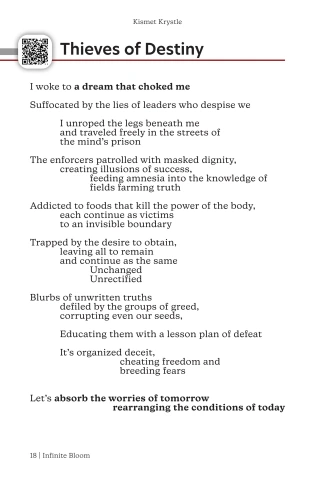 Kismet Krystle
Thieves of Destiny
I woke to a dream that choked me
Suffocated by the lies of leaders who despise we
I unroped the legs beneath me
and traveled freely in the streets of
the mind's prison
The enforcers patrolled with masked dignity,
creating illusions of success,
feeding amnesia into the knowledge of
fields farming truth
Addicted to foods that kill the power of the body,
each continue as victims
to an invisible boundary
Trapped by the desire to obtain,
leaving all to remain
and continue as the same
Unchanged
Unrectified
Blurbs of unwritten truths
defiled by the groups of greed,
corrupting even our seeds,
Educating them with a lesson plan of defeat
It's organized deceit,
cheating freedom and
breeding fears
Let's absorb the worries of tomorrow
rearranging the conditions of today
18 | Infinite Bloom